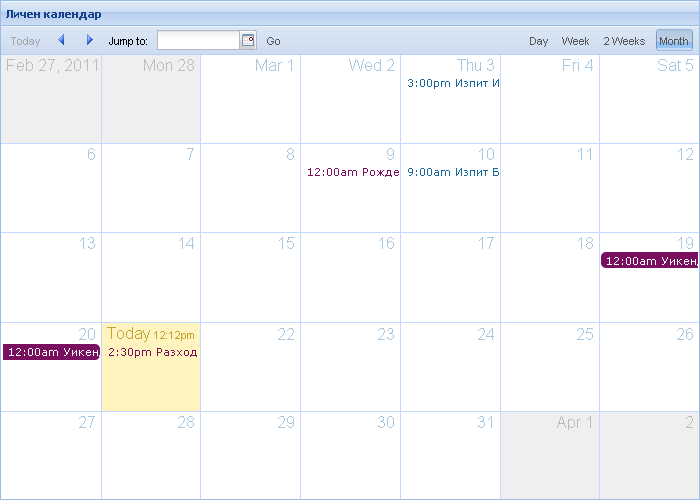 Личен календар
Today Jump to: Go Day Week 2 Weeks Month
Feb 27, 2011 Mon 28 Mar 1 Wed 2 Thu 3 Fri 4 Sat 5
3:00pm Изпит И
6 7 8 9 10 11 12
12:00am Рожде 9:00am Изпит Б
13 14 15 16 17 18 19
12:00am Уикенд
20 Today 12:12pm 22 23 24 25 26
12:00am Уикенд 2:30pm Разход
27 28 29 30 31 Apr 1 2